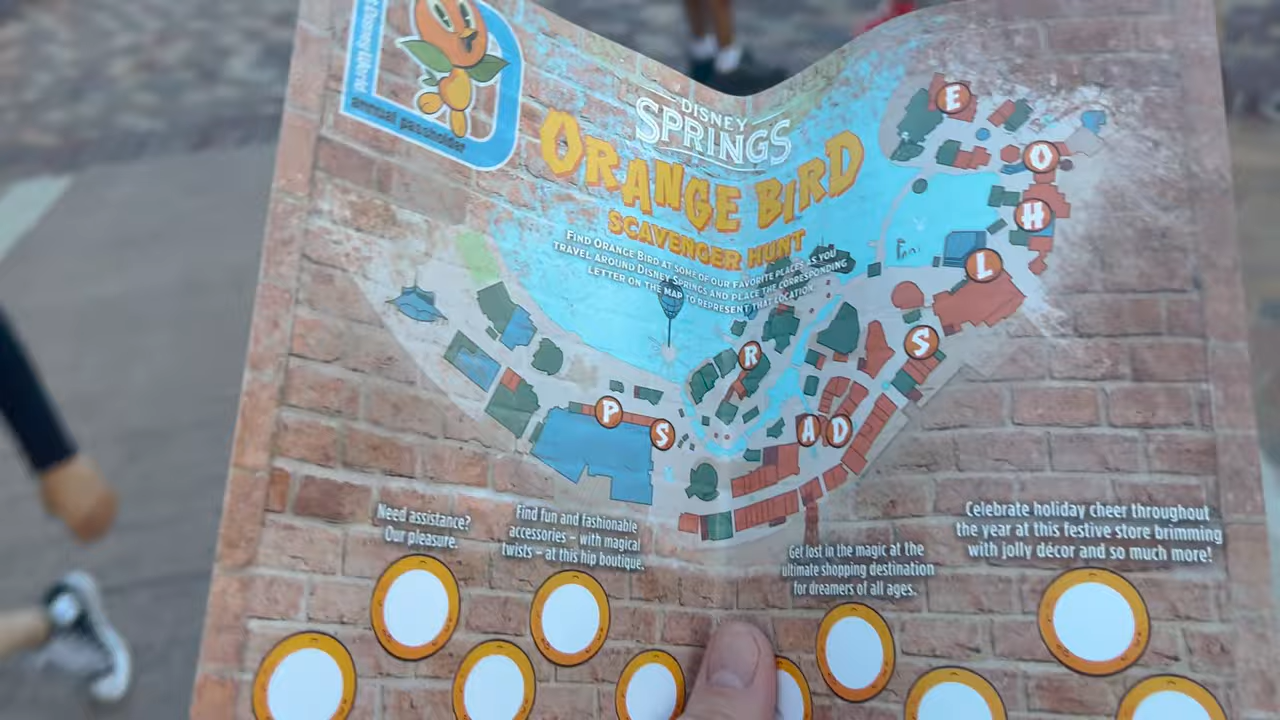 annual passholder
DISNEY
SPRINGS
ORANGE BIRD
SCAVENGER HUNT
FIND ORANGE BIRD AT SOME OF OUR FAVORITE PLACES AS YOU
TRAVEL AROUND DISNEY SPRINGS AND PLACE THE CORRESPONDING
LETTER ON THE MAP TO REPRESENT THAT LOCATION.
E
O
H
L
S
R
P
S
A
D
Need assistance?
Our pleasure.
Find fun and fashionable
accessories – with magical
twists – at this hip boutique.
Get lost in the magic at the
ultimate shopping destination
for dreamers of all ages.
Celebrate holiday cheer throughout
the year at this festive store brimming
with jolly décor and so much more!